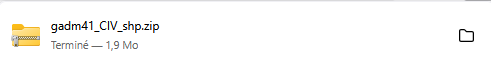 gadm41_CIV_shp.zip
Terminé — 1,9 Mo